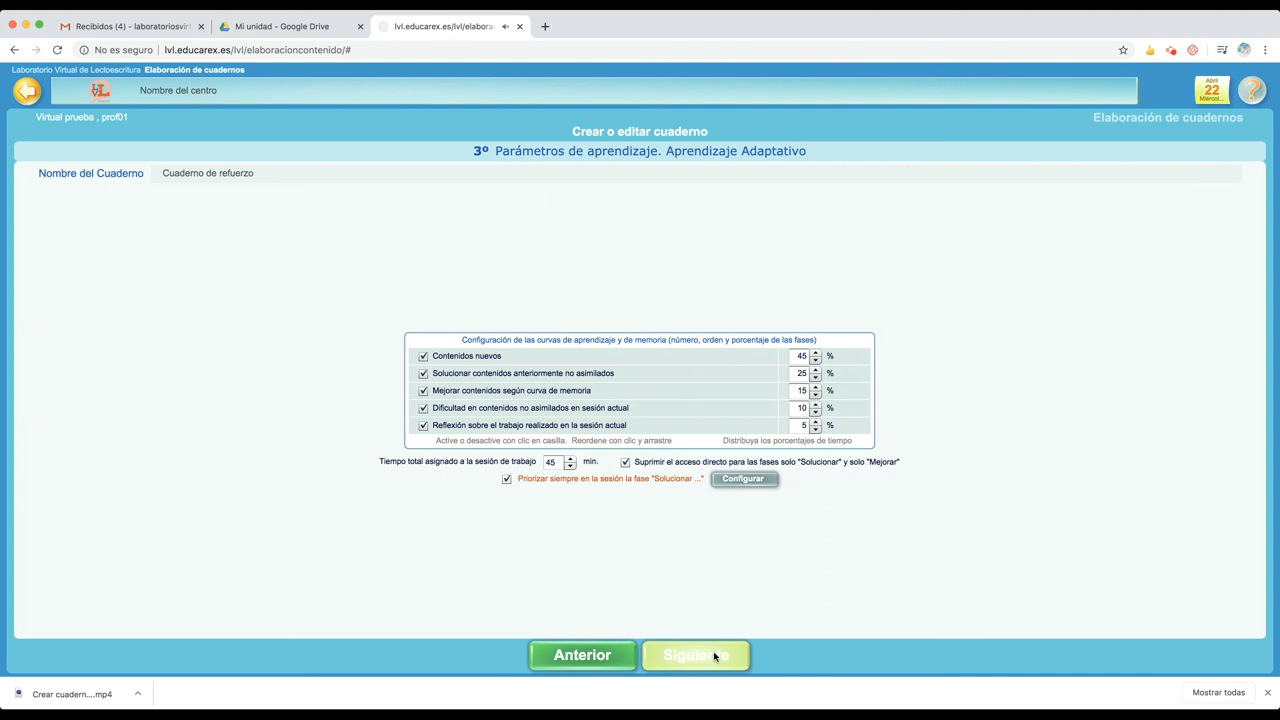 Recibidos (4) - laboratoriosvir
Mi unidad - Google Drive
lvl.educarex.es/lvl/elabora
No es seguro
lvl.educarex.es/lvl/elaboracioncontenido/#
Laboratorio Virtual de Lectoescritura Elaboración de cuadernos
Nombre del centro
Abril
22
Miércol...
?
Virtual prueba , prof01
Elaboración de cuadernos
Crear o editar cuaderno
3º Parámetros de aprendizaje. Aprendizaje Adaptativo
Nombre del Cuaderno
Cuaderno de refuerzo
Configuración de las curvas de aprendizaje y de memoria (número, orden y porcentaje de las fases)
Contenidos nuevos 45 %
Solucionar contenidos anteriormente no asimilados 25 %
Mejorar contenidos según curva de memoria 15 %
Dificultad en contenidos no asimilados en sesión actual 10 %
Reflexión sobre el trabajo realizado en la sesión actual 5 %
Active o desactive con clic en casilla. Reordene con clic y arrastre Distribuya los porcentajes de tiempo
Tiempo total asignado a la sesión de trabajo 45 min. Suprimir el acceso directo para las fases solo "Solucionar" y solo "Mejorar"
Priorizar siempre en la sesión la fase "Solucionar ..." Configurar
Anterior
Siguiente
Crear cuadern....mp4
Mostrar todas